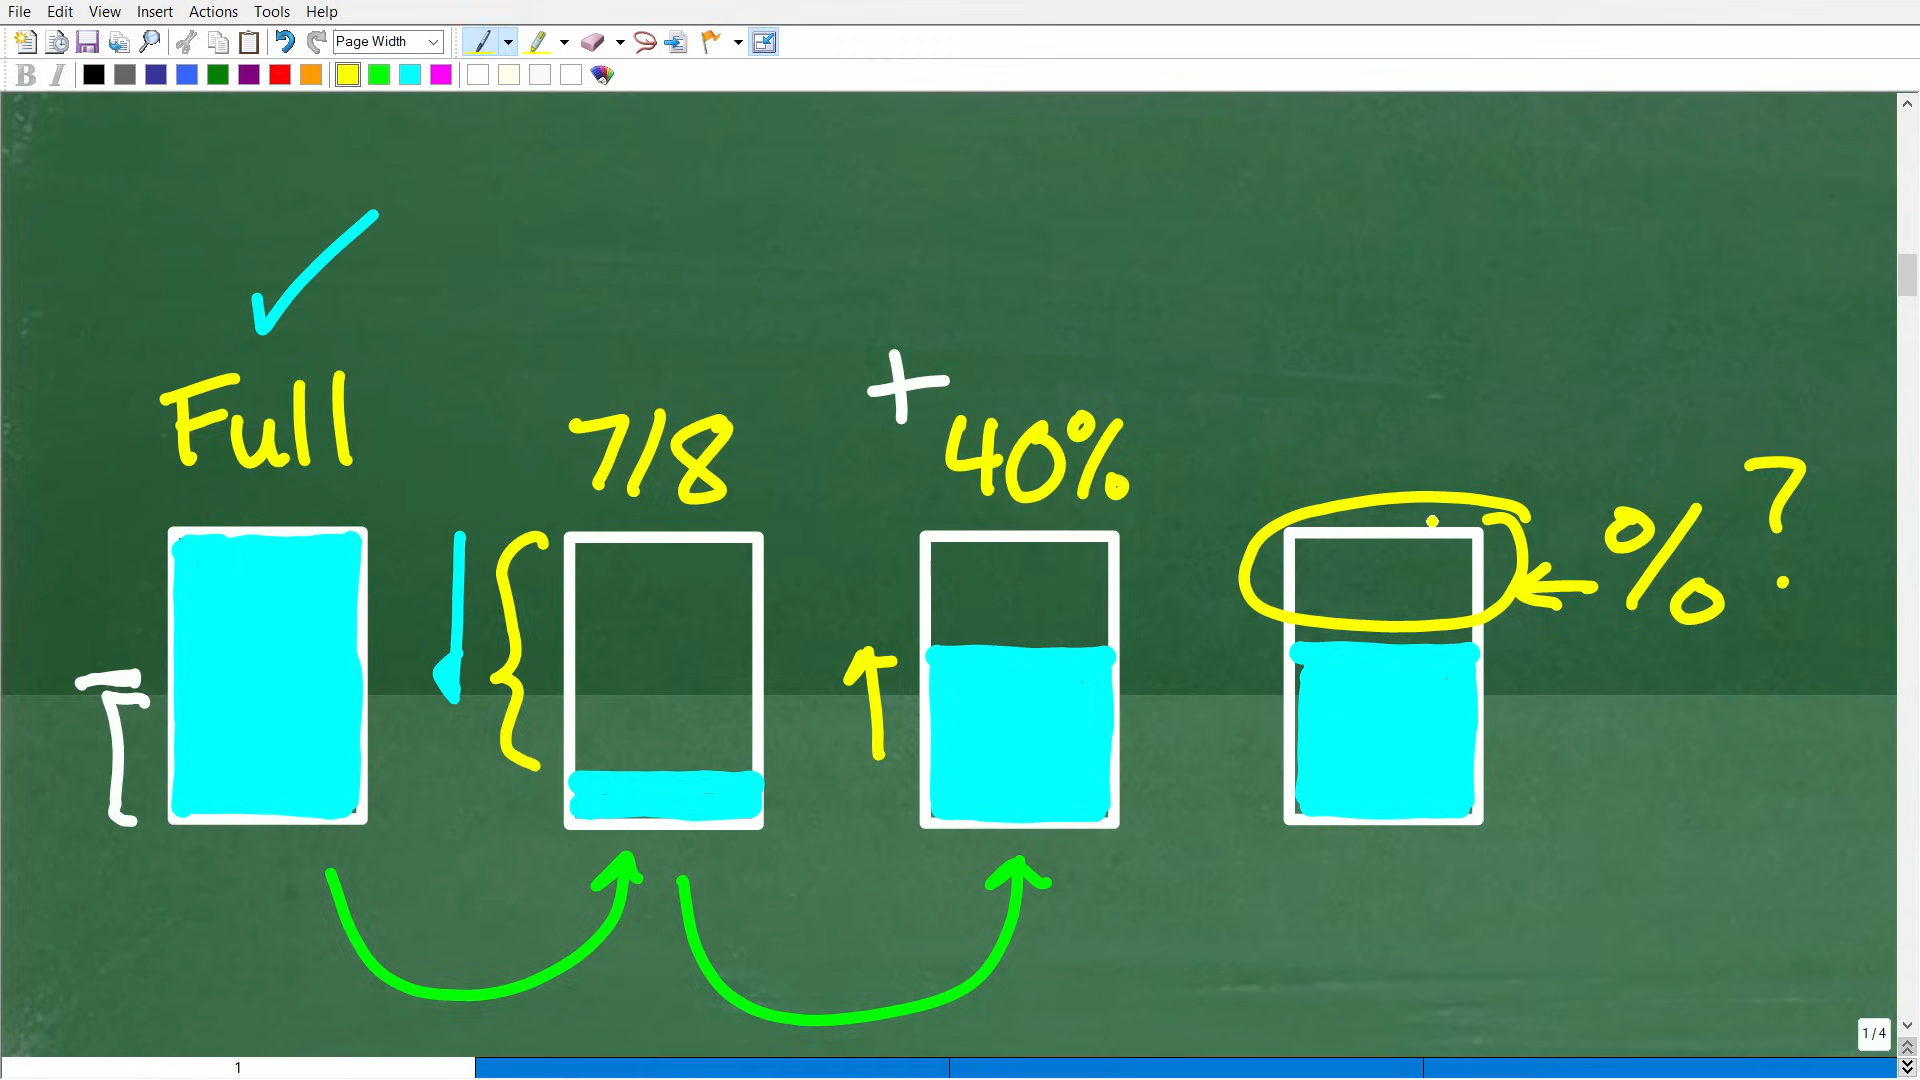 File Edit View Insert Actions Tools Help
Page Width
B I
Full
7/8
+
40%
% ?
1 / 4
1